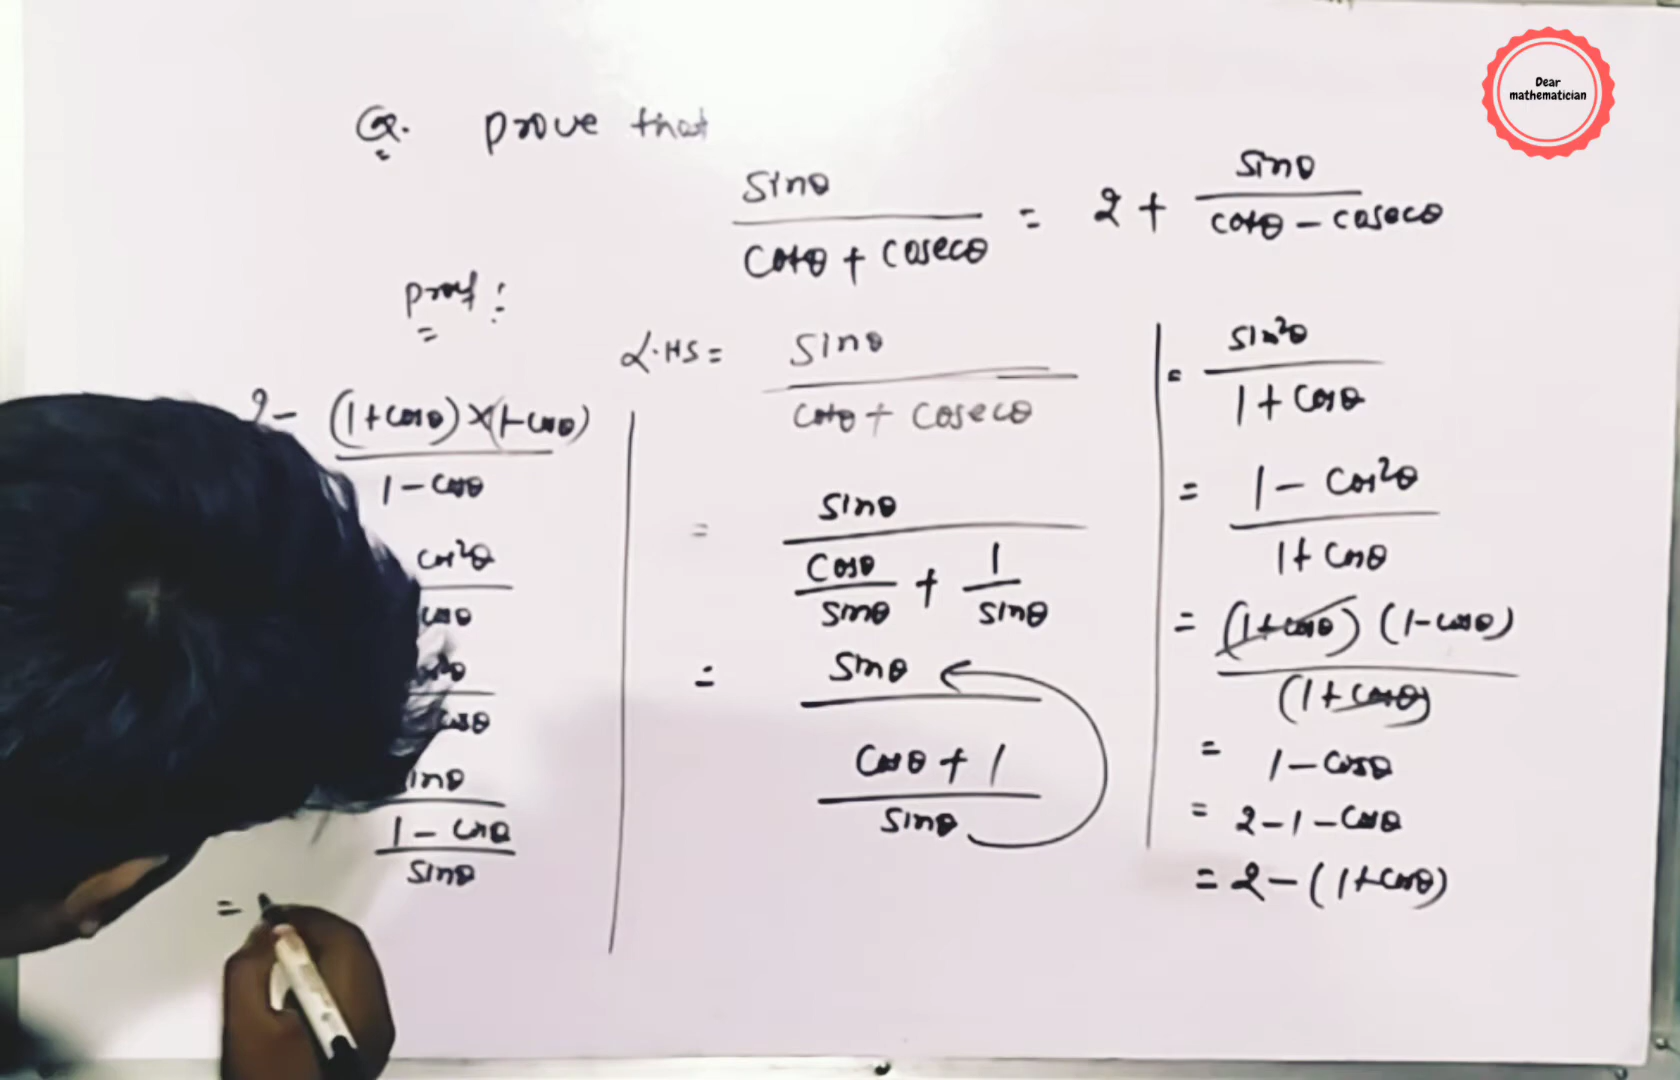 Dear
mathematician
Q. prove that
sinθ / cotθ + cosecθ = 2 + sinθ / cotθ - cosecθ
proof :
L.HS = sinθ / cotθ + cosecθ
= sinθ / cosθ/sinθ + 1/sinθ
= sinθ / cosθ + 1 / sinθ
= sin²θ / 1 + cosθ
= 1 - cos²θ / 1 + cosθ
= (1+cosθ) (1-cosθ) / (1+cosθ)
= 1 - cosθ
= 2-1-cosθ
= 2-(1+cosθ)
2- (1+cosθ)×(1-cosθ) / 1-cosθ
cos²θ
cosθ
cosθ
1 - cosθ / sinθ
=